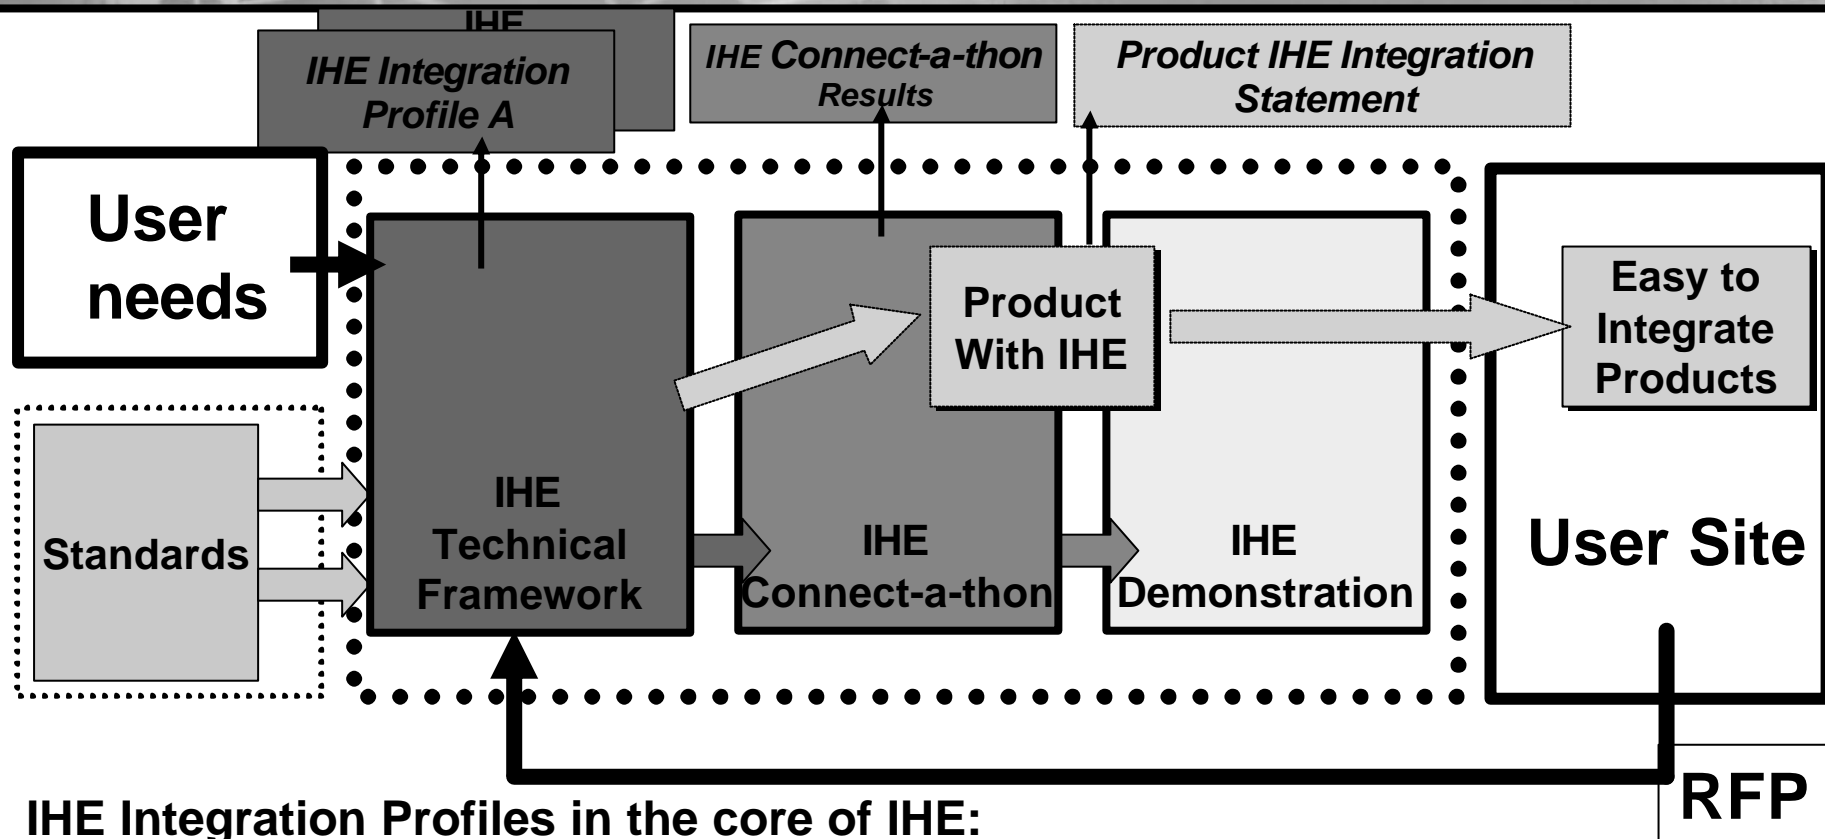 IHE
IHE Integration
Profile A
IHE Connect-a-thon
Results
Product IHE Integration
Statement
User
needs
Standards
IHE
Technical
Framework
IHE
Connect-a-thon
Product
With IHE
IHE
Demonstration
Easy to
Integrate
Products
User Site
RFP
IHE Integration Profiles in the core of IHE: